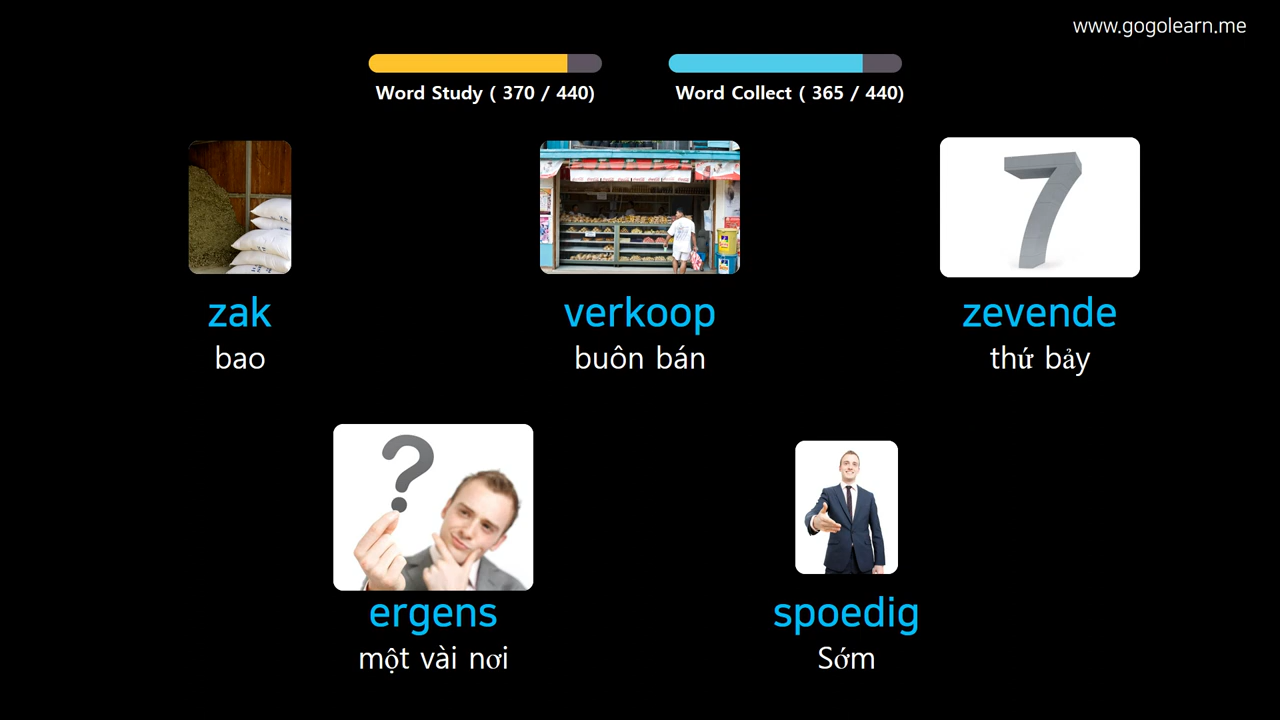 www.gogolearn.me
Word Study ( 370 / 440)
Word Collect ( 365 / 440)
zak
bao
verkoop
buôn bán
zevende
thứ bảy
ergens
một vài nơi
spoedig
Sớm